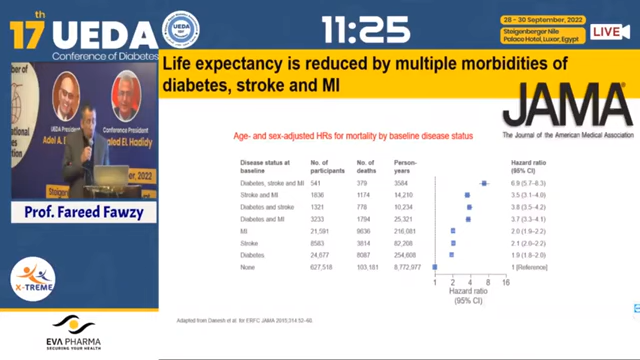 17th UEDA
Conference of Diabetes
UEDA
11:25
28 - 30 September, 2022
Steigenberger Nile
Palace Hotel, Luxor, Egypt
LIVE
Life expectancy is reduced by multiple morbidities of
diabetes, stroke and MI
JAMA
The Journal of the American Medical Association
UEDA President
Conference President
Prof. Fareed Fawzy
X-TREME
EVA PHARMA
SECURING YOUR HEALTH
Age- and sex-adjusted HRs for mortality by baseline disease status
Disease status at baseline No. of participants No. of deaths Person-years Hazard ratio (95% CI)
Diabetes, stroke and MI 541 379 3584 6.9 (5.7–8.3)
Stroke and MI 1836 1174 14,210 3.5 (3.1–4.0)
Diabetes and stroke 1321 778 10,234 3.8 (3.5–4.2)
Diabetes and MI 3233 1794 25,321 3.7 (3.3–4.1)
MI 21,591 9836 216,081 2.0 (1.9–2.2)
Stroke 8583 3814 82,208 2.1 (2.0–2.2)
Diabetes 24,677 8087 254,608 1.9 (1.8–2.0)
None 627,518 103,181 8,772,977 1 [Reference]
1 2 4 8 16
Hazard ratio
(95% CI)
Adapted from Danesh et al. for ERFC JAMA 2015;314:52–60.